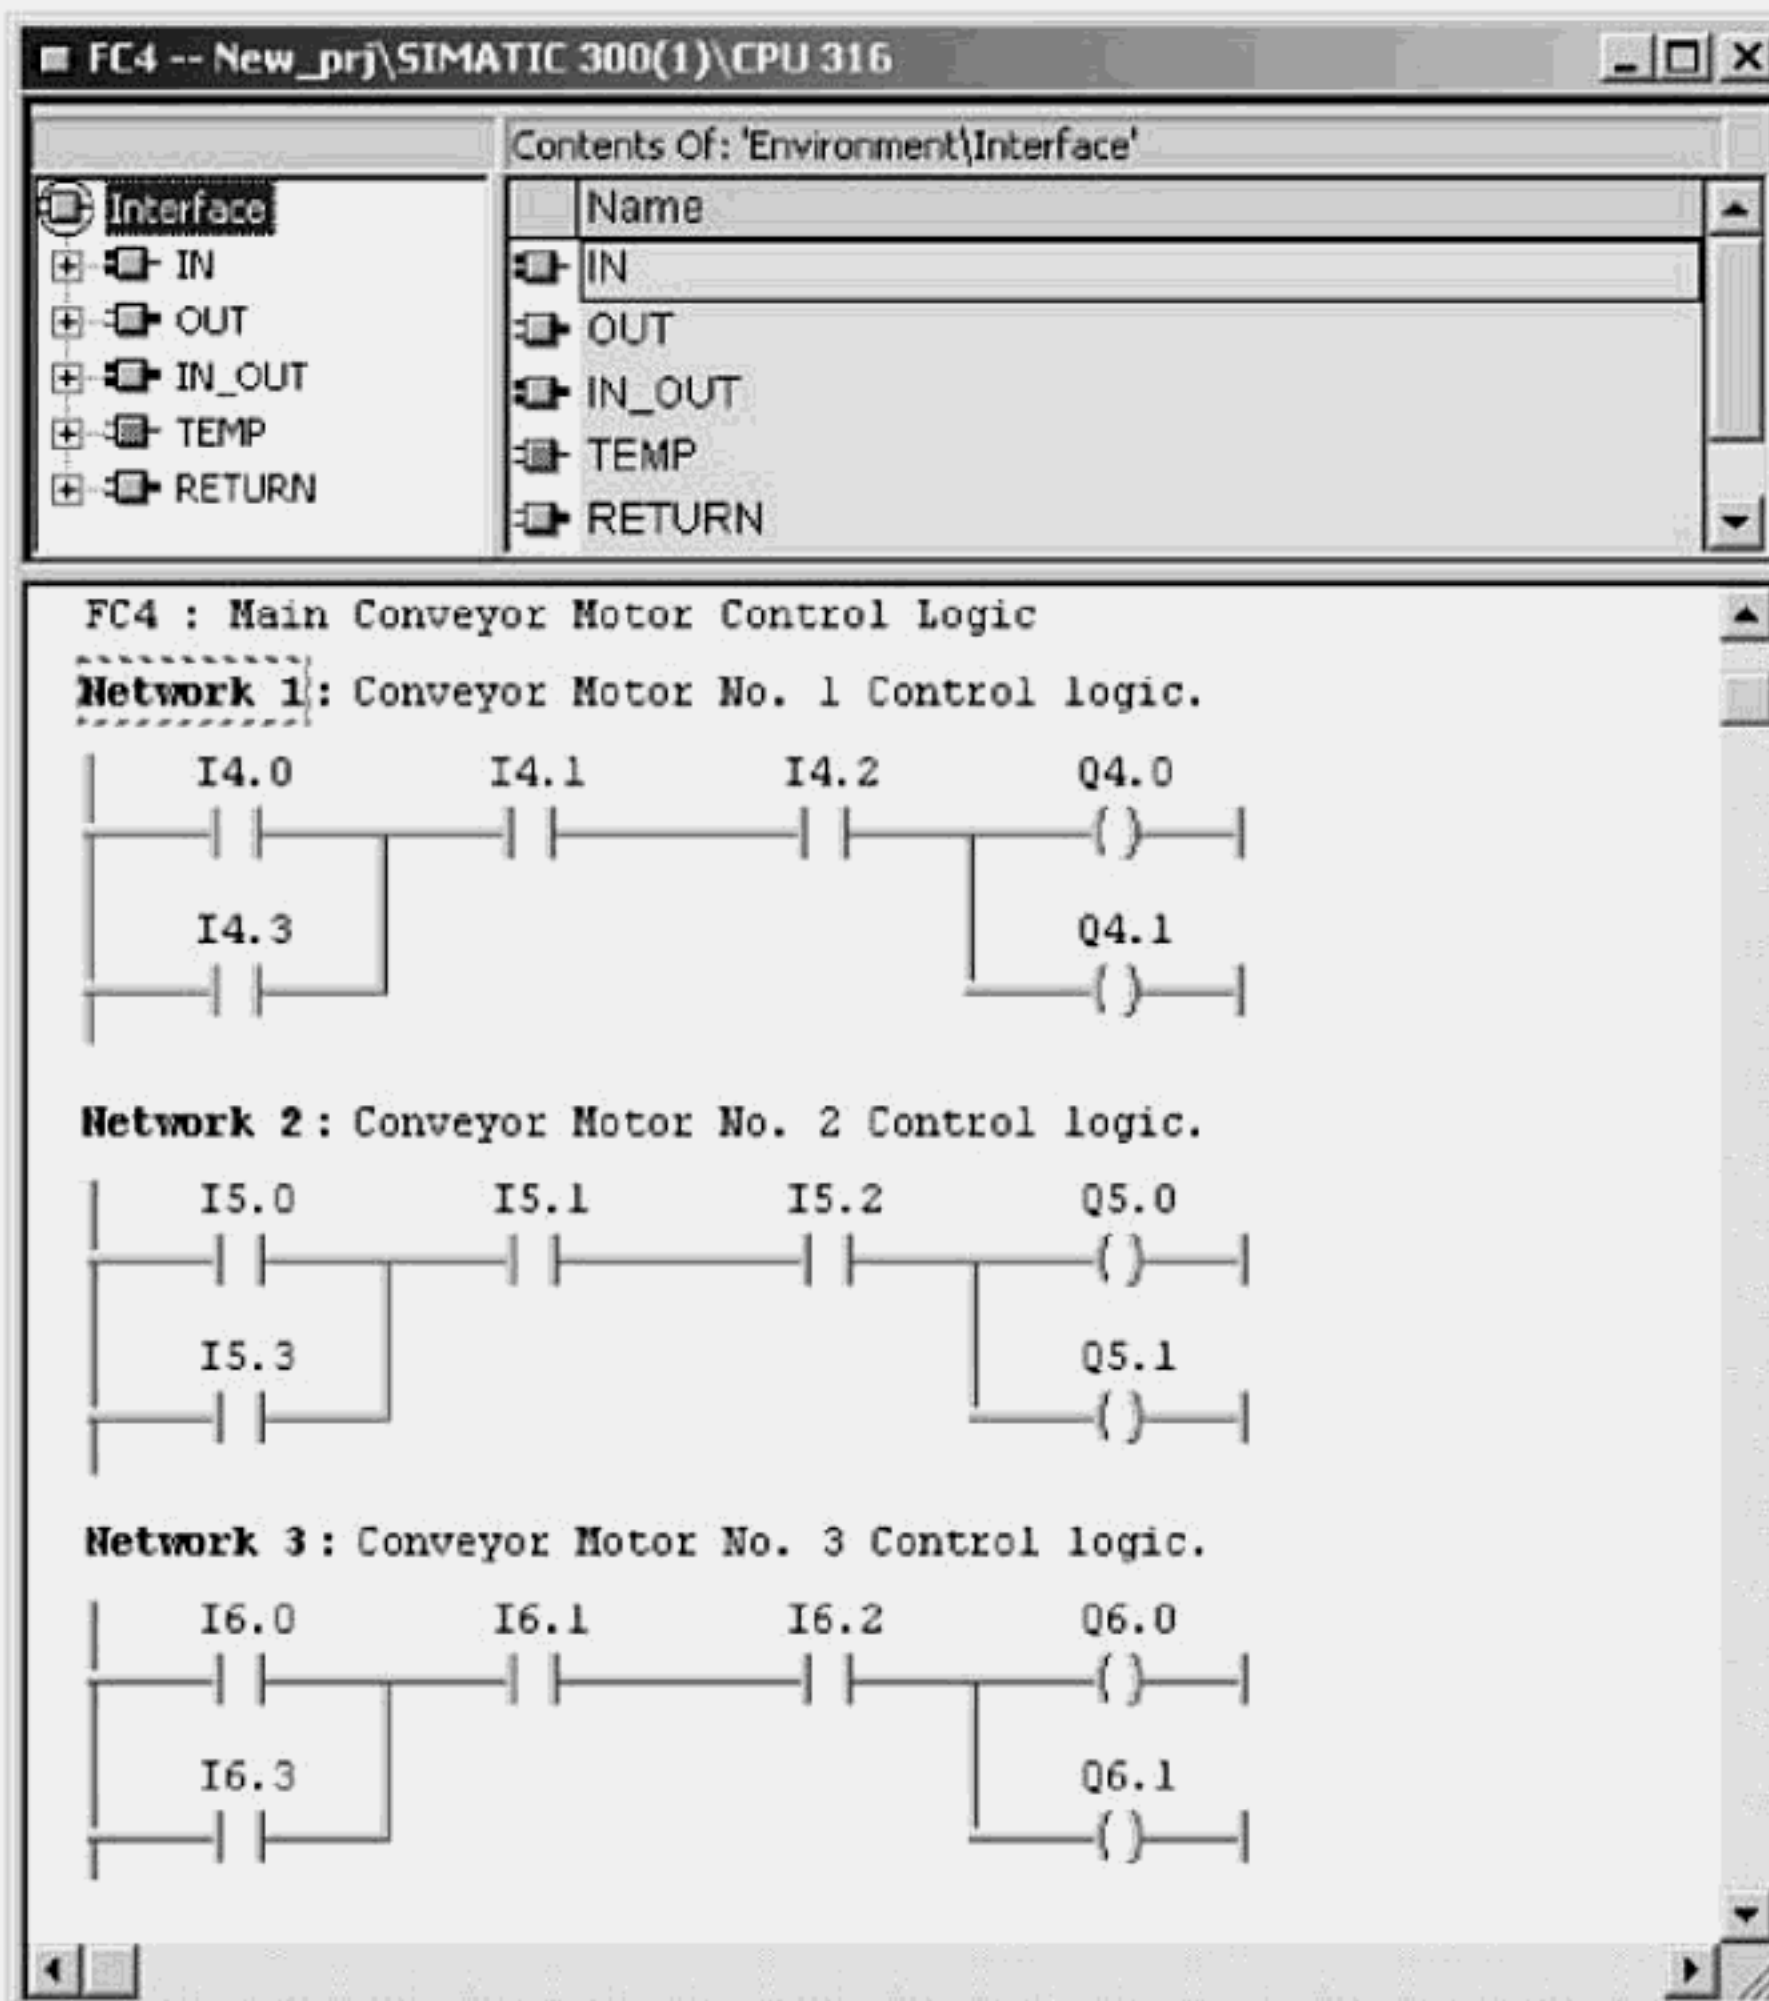 FC4 -- New_prj\SIMATIC 300(1)\CPU 316
Contents Of: 'Environment\Interface'
Interface
IN
OUT
IN_OUT
TEMP
RETURN
Name
IN
OUT
IN_OUT
TEMP
RETURN
FC4 : Main Conveyor Motor Control Logic
Network 1: Conveyor Motor No. 1 Control logic.
I4.0 I4.1 I4.2 Q4.0
I4.3 Q4.1
Network 2: Conveyor Motor No. 2 Control logic.
I5.0 I5.1 I5.2 Q5.0
I5.3 Q5.1
Network 3: Conveyor Motor No. 3 Control logic.
I6.0 I6.1 I6.2 Q6.0
I6.3 Q6.1